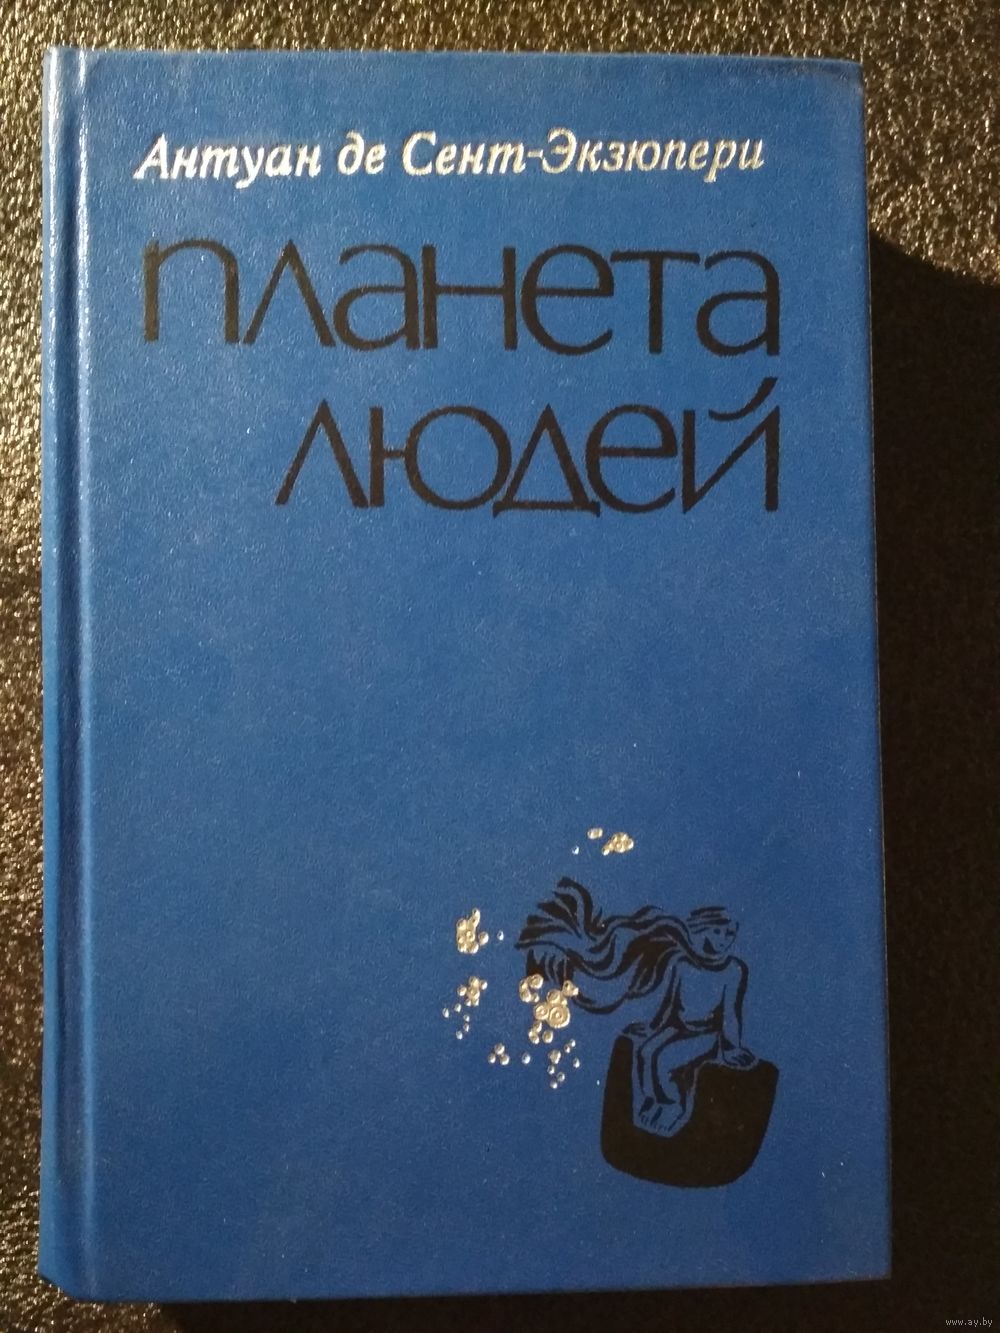 Антуан де Сент-Экзюпери
планета
людей
www.ay.by